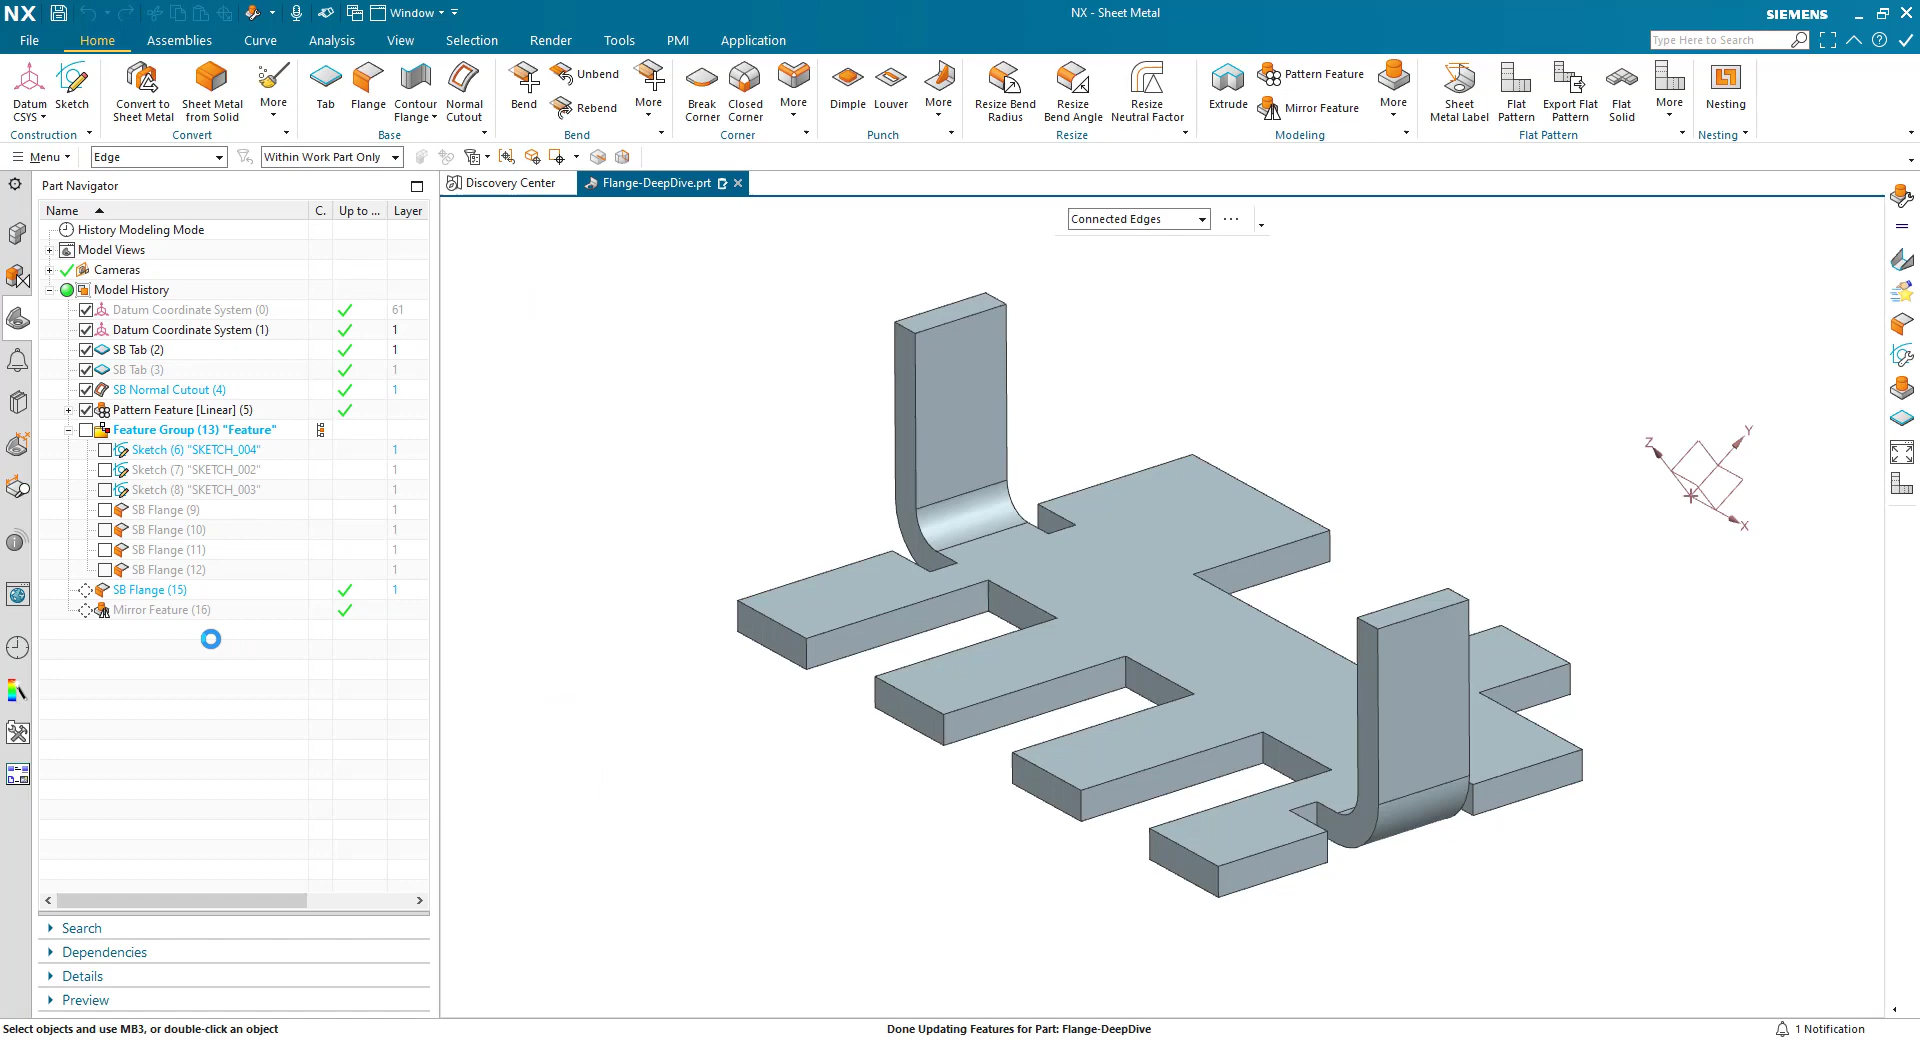 NX
Window
NX - Sheet Metal
SIEMENS
File
Home
Assemblies
Curve
Analysis
View
Selection
Render
Tools
PMI
Application
Type Here to Search
Datum CSYS
Sketch
Convert to Sheet Metal
Sheet Metal from Solid
More
Tab
Flange
Contour Flange
Normal Cutout
Bend
Unbend
Rebend
More
Break Corner
Closed Corner
More
Dimple
Louver
More
Resize Bend Radius
Resize Bend Angle
Resize Neutral Factor
Extrude
Pattern Feature
Mirror Feature
More
Sheet Metal Label
Flat Pattern
Export Flat Pattern
Flat Solid
More
Nesting
Construction
Convert
Base
Bend
Corner
Punch
Resize
Modeling
Flat Pattern
Nesting
Menu
Edge
Within Work Part Only
Part Navigator
Discovery Center
Flange-DeepDive.prt
Name
C.
Up to ...
Layer
Connected Edges
History Modeling Mode
Model Views
Cameras
Model History
Datum Coordinate System (0) 61
Datum Coordinate System (1) 1
SB Tab (2) 1
SB Tab (3) 1
SB Normal Cutout (4) 1
Pattern Feature [Linear] (5)
Feature Group (13) "Feature"
Sketch (6) "SKETCH_004" 1
Sketch (7) "SKETCH_002" 1
Sketch (8) "SKETCH_003" 1
SB Flange (9) 1
SB Flange (10) 1
SB Flange (11) 1
SB Flange (12) 1
SB Flange (15) 1
Mirror Feature (16)
Z
Y
X
Search
Dependencies
Details
Preview
Select objects and use MB3, or double-click an object
Done Updating Features for Part: Flange-DeepDive
1 Notification